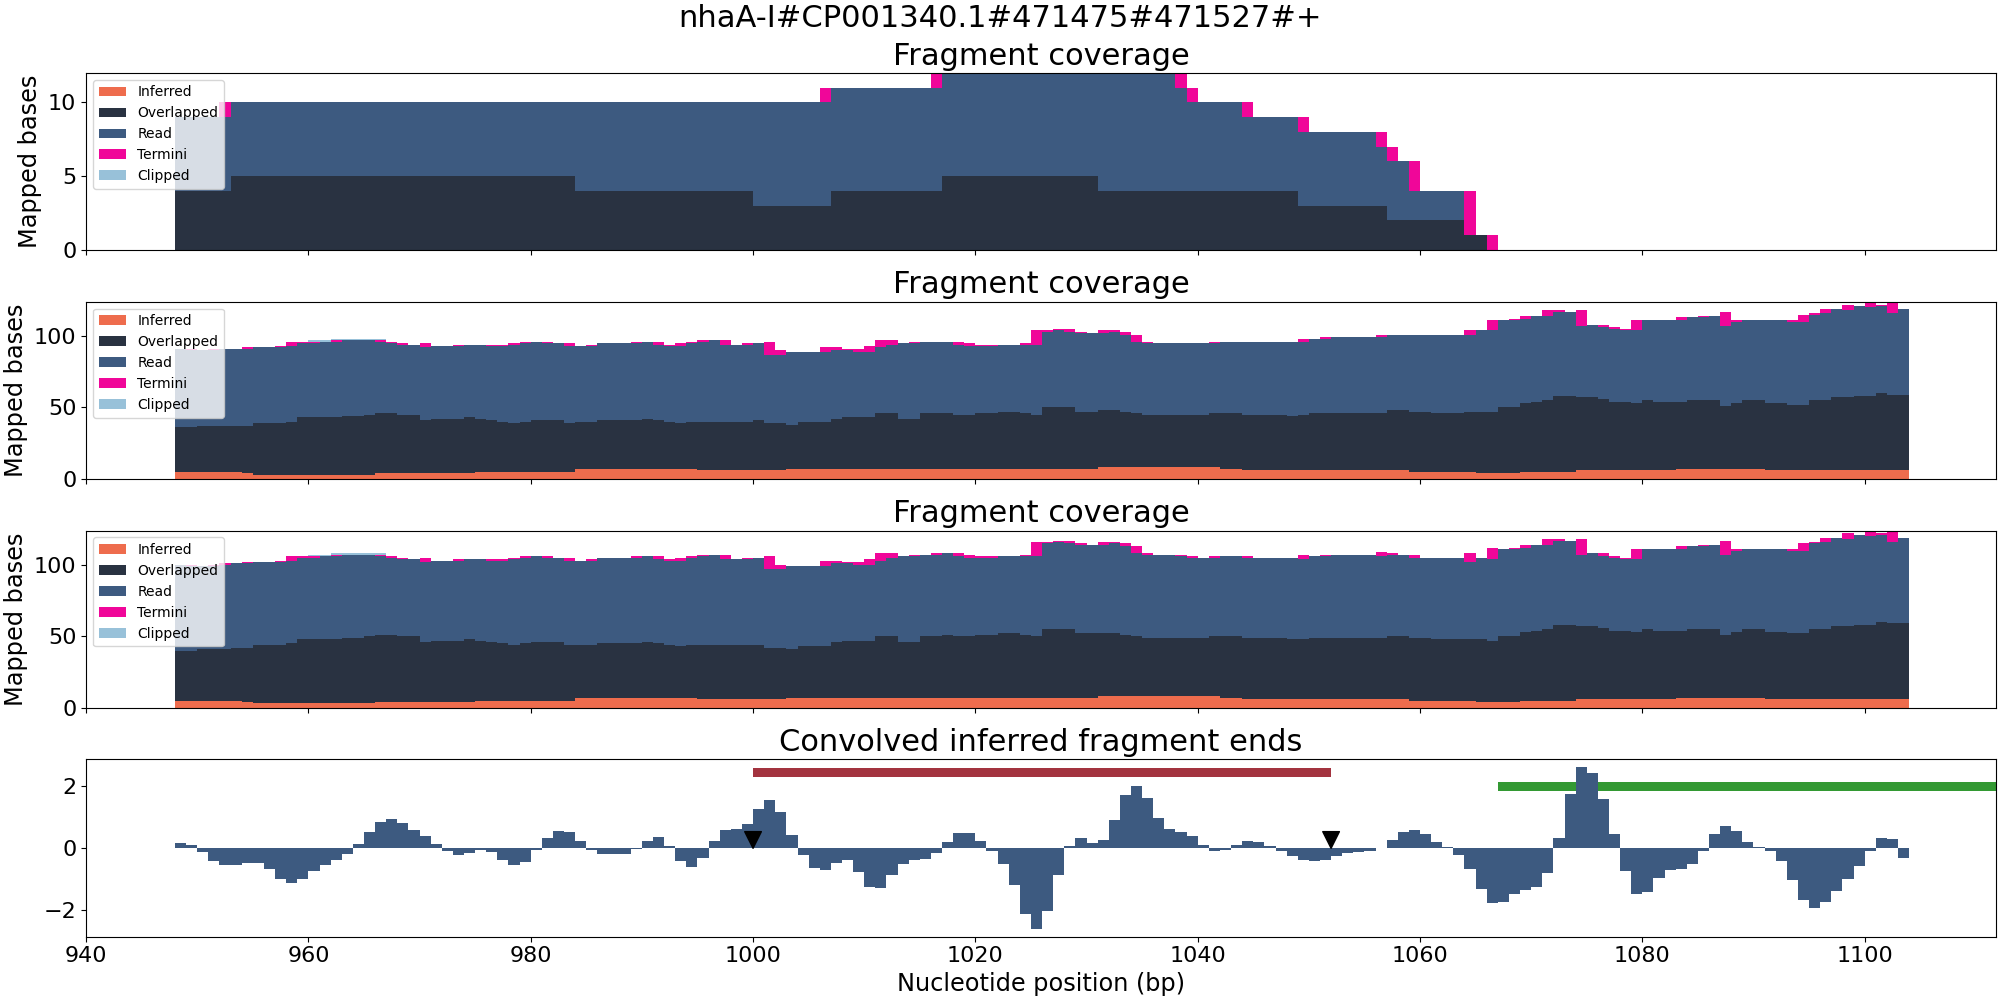 nhaA-I#CP001340.1#471475#471527#+
Fragment coverage
Mapped bases
10
5
0
Inferred
Overlapped
Read
Termini
Clipped
Fragment coverage
Mapped bases
100
50
0
Inferred
Overlapped
Read
Termini
Clipped
Fragment coverage
Mapped bases
100
50
0
Inferred
Overlapped
Read
Termini
Clipped
Convolved inferred fragment ends
2
0
−2
940 960 980 1000 1020 1040 1060 1080 1100
Nucleotide position (bp)